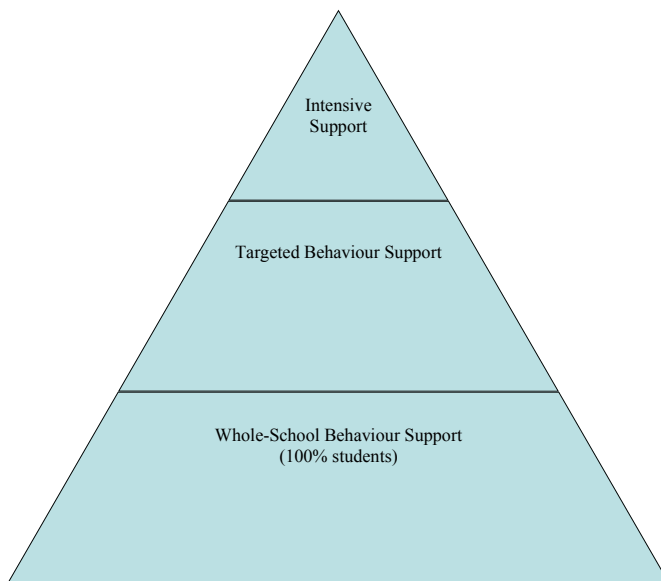 Intensive
Support
Targeted Behaviour Support
Whole-School Behaviour Support
(100% students)